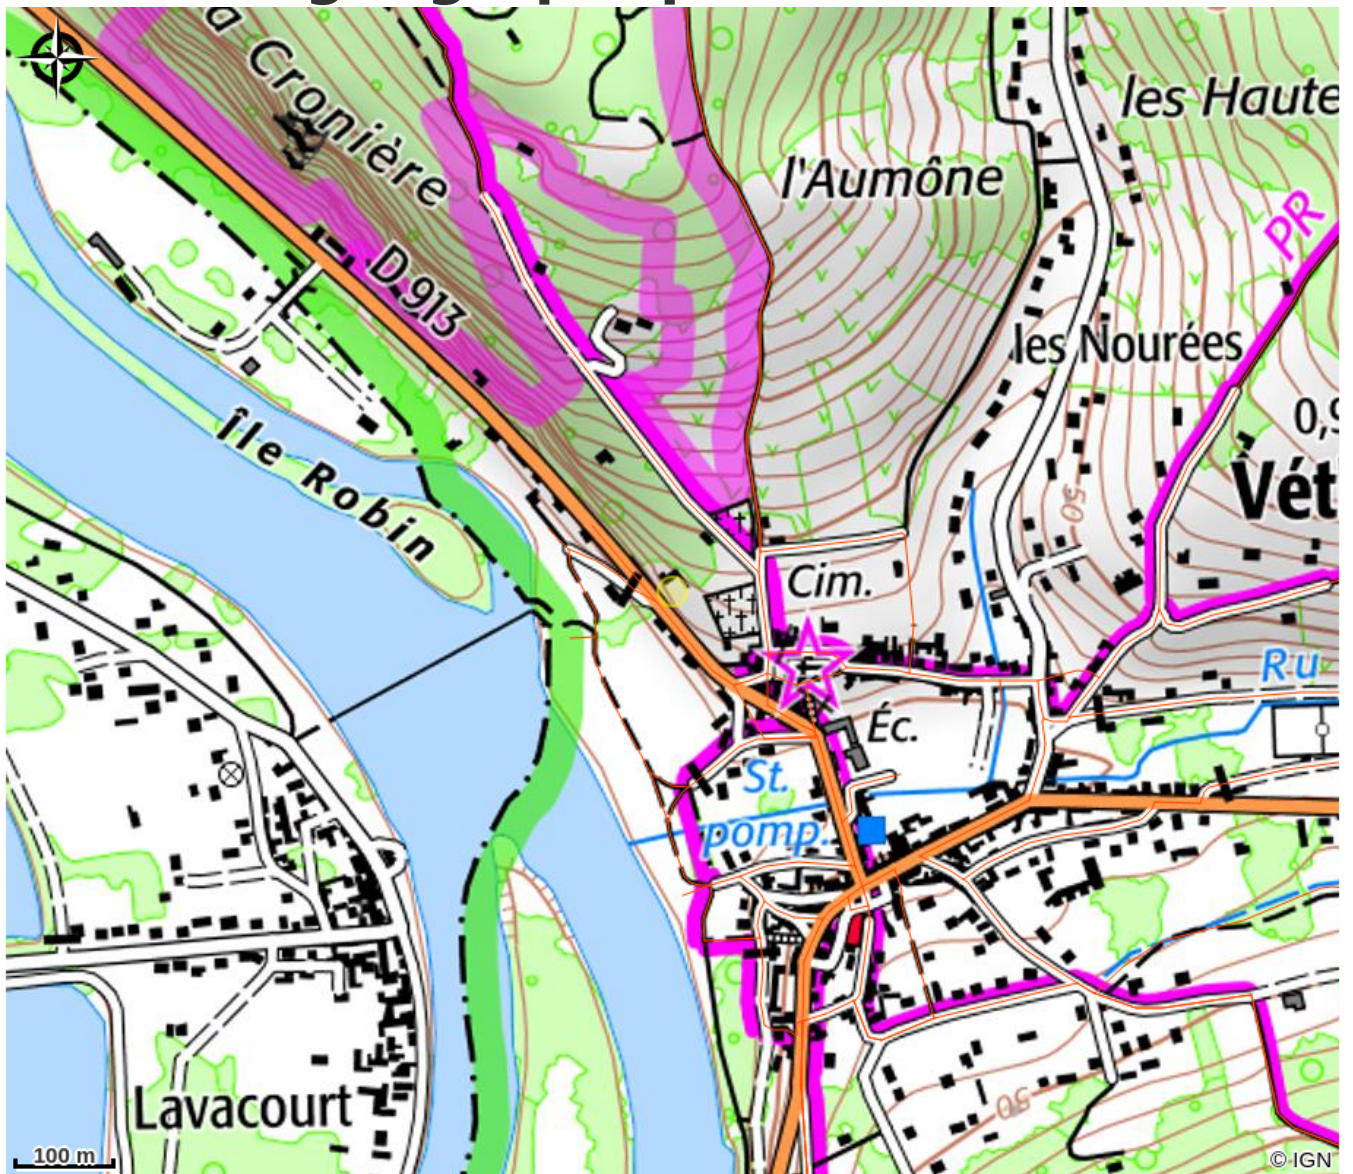 a Cronière
les Haute
l'Aumône
PR
D 913
les Nourées
0,9
Vét
Île Robin
50
Cim.
Ru
Éc.
St.
pomp.
Lavacourt
50
100 m
© IGN